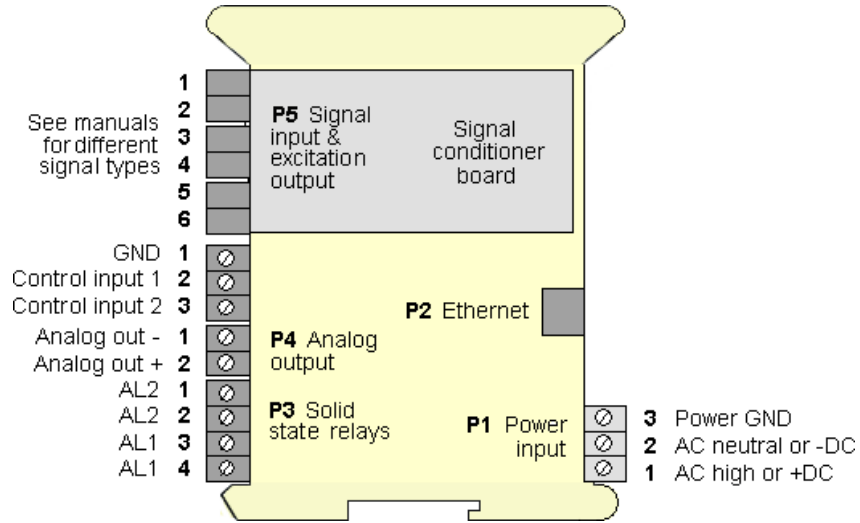 1
2
3
4
5
6
See manuals
for different
signal types
P5 Signal
input &
excitation
output
Signal
conditioner
board
GND 1
Control input 1 2
Control input 2 3
Analog out - 1
Analog out + 2
AL2 1
AL2 2
AL1 3
AL1 4
P2 Ethernet
P4 Analog
output
P3 Solid
state relays
P1 Power
input
3 Power GND
2 AC neutral or -DC
1 AC high or +DC